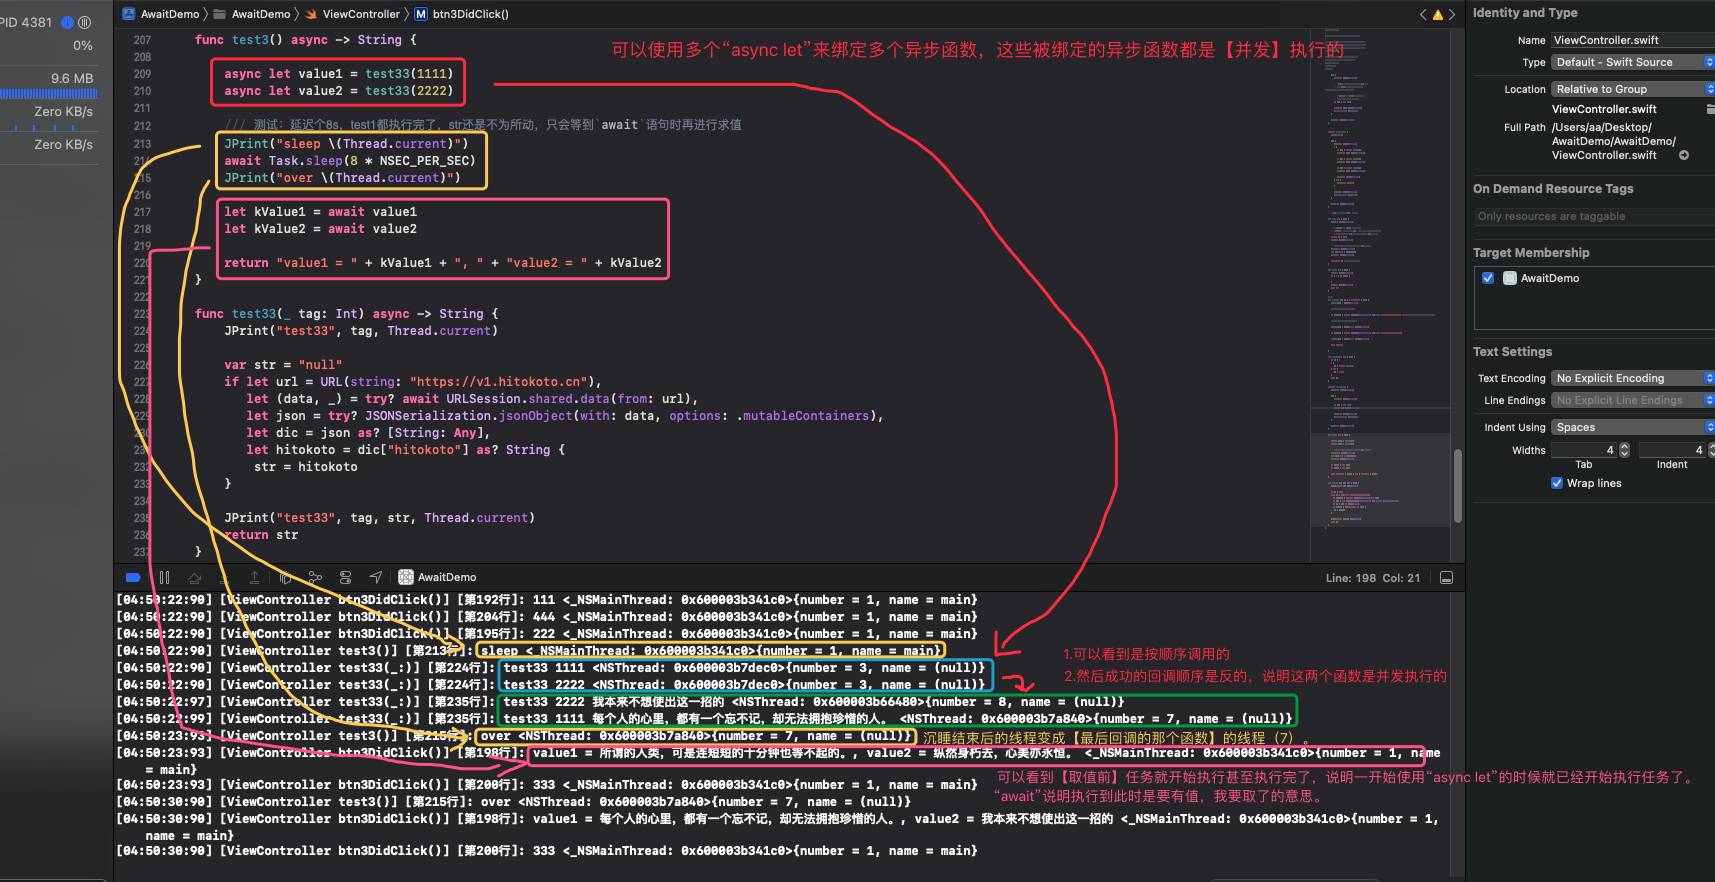 PID 4381
0%
9.6 MB
Zero KB/s
Zero KB/s
AwaitDemo 〉 AwaitDemo 〉 ViewController 〉 M btn3DidClick()
207 func test3() async -> String {
可以使用多个“async let”来绑定多个异步函数，这些被绑定的异步函数都是【并发】执行的
208
209 async let value1 = test33(1111)
210 async let value2 = test33(2222)
211
212 /// 测试：延迟个8s，test1都执行完了，str还是不为所动，只会等到`await`语句时再进行求值
213 JPrint("sleep \(Thread.current)")
214 await Task.sleep(8 * NSEC_PER_SEC)
215 JPrint("over \(Thread.current)")
216
217 let kValue1 = await value1
218 let kValue2 = await value2
219
220 return "value1 = " + kValue1 + ", " + "value2 = " + kValue2
221 }
222
223 func test33(_ tag: Int) async -> String {
224 JPrint("test33", tag, Thread.current)
225
226 var str = "null"
227 if let url = URL(string: "https://v1.hitokoto.cn"),
228 let (data, _) = try? await URLSession.shared.data(from: url),
229 let json = try? JSONSerialization.jsonObject(with: data, options: .mutableContainers),
230 let dic = json as? [String: Any],
231 let hitokoto = dic["hitokoto"] as? String {
232 str = hitokoto
233 }
234
235 JPrint("test33", tag, str, Thread.current)
236 return str
237 }
AwaitDemo
Line: 198 Col: 21
[04:50:22:90] [ViewController btn3DidClick()] [第192行]: 111 <_NSMainThread: 0x600003b341c0>{number = 1, name = main}
[04:50:22:90] [ViewController btn3DidClick()] [第204行]: 444 <_NSMainThread: 0x600003b341c0>{number = 1, name = main}
[04:50:22:90] [ViewController btn3DidClick()] [第195行]: 222 <_NSMainThread: 0x600003b341c0>{number = 1, name = main}
[04:50:22:90] [ViewController test3()] [第213行]: sleep <_NSMainThread: 0x600003b341c0>{number = 1, name = main}
[04:50:22:90] [ViewController test33(_:)] [第224行]: test33 1111 <NSThread: 0x600003b7dec0>{number = 3, name = (null)}
[04:50:22:90] [ViewController test33(_:)] [第224行]: test33 2222 <NSThread: 0x600003b7dec0>{number = 3, name = (null)}
1.可以看到是按顺序调用的
2.然后成功的回调顺序是反的，说明这两个函数是并发执行的
[04:50:22:97] [ViewController test33(_:)] [第235行]: test33 2222 我本来不想使出这一招的 <NSThread: 0x600003b66480>{number = 8, name = (null)}
[04:50:22:99] [ViewController test33(_:)] [第235行]: test33 1111 每个人的心里，都有一个忘不记，却无法拥抱珍惜的人。 <NSThread: 0x600003b7a840>{number = 7, name = (null)}
[04:50:23:93] [ViewController test3()] [第215行]: over <NSThread: 0x600003b7a840>{number = 7, name = (null)}
沉睡结束后的线程变成【最后回调的那个函数】的线程（7）。
[04:50:23:93] [ViewController btn3DidClick()] [第198行]: value1 = 所谓的人类，可是连短短的十分钟也等不起的。, value2 = 纵然身朽去，心美亦永恒。 <_NSMainThread: 0x600003b341c0>{number = 1, name
= main}
可以看到【取值前】任务就开始执行甚至执行完了，说明一开始使用“async let”的时候就已经开始执行任务了。
“await”说明执行到此时是要有值，我要取了的意思。
[04:50:23:93] [ViewController btn3DidClick()] [第200行]: 333 <_NSMainThread: 0x600003b341c0>{number = 1, name = main}
[04:50:30:90] [ViewController test3()] [第215行]: over <NSThread: 0x600003b7a840>{number = 7, name = (null)}
[04:50:30:90] [ViewController btn3DidClick()] [第198行]: value1 = 每个人的心里，都有一个忘不记，却无法拥抱珍惜的人。, value2 = 我本来不想使出这一招的 <_NSMainThread: 0x600003b341c0>{number = 1,
name = main}
[04:50:30:90] [ViewController btn3DidClick()] [第200行]: 333 <_NSMainThread: 0x600003b341c0>{number = 1, name = main}
Identity and Type
Name ViewController.swift
Type Default - Swift Source
Location Relative to Group
ViewController.swift
Full Path /Users/aa/Desktop/
AwaitDemo/AwaitDemo/
ViewController.swift
On Demand Resource Tags
Only resources are taggable
Target Membership
AwaitDemo
Text Settings
Text Encoding No Explicit Encoding
Line Endings No Explicit Line Endings
Indent Using Spaces
Widths 4 4
Tab Indent
Wrap lines